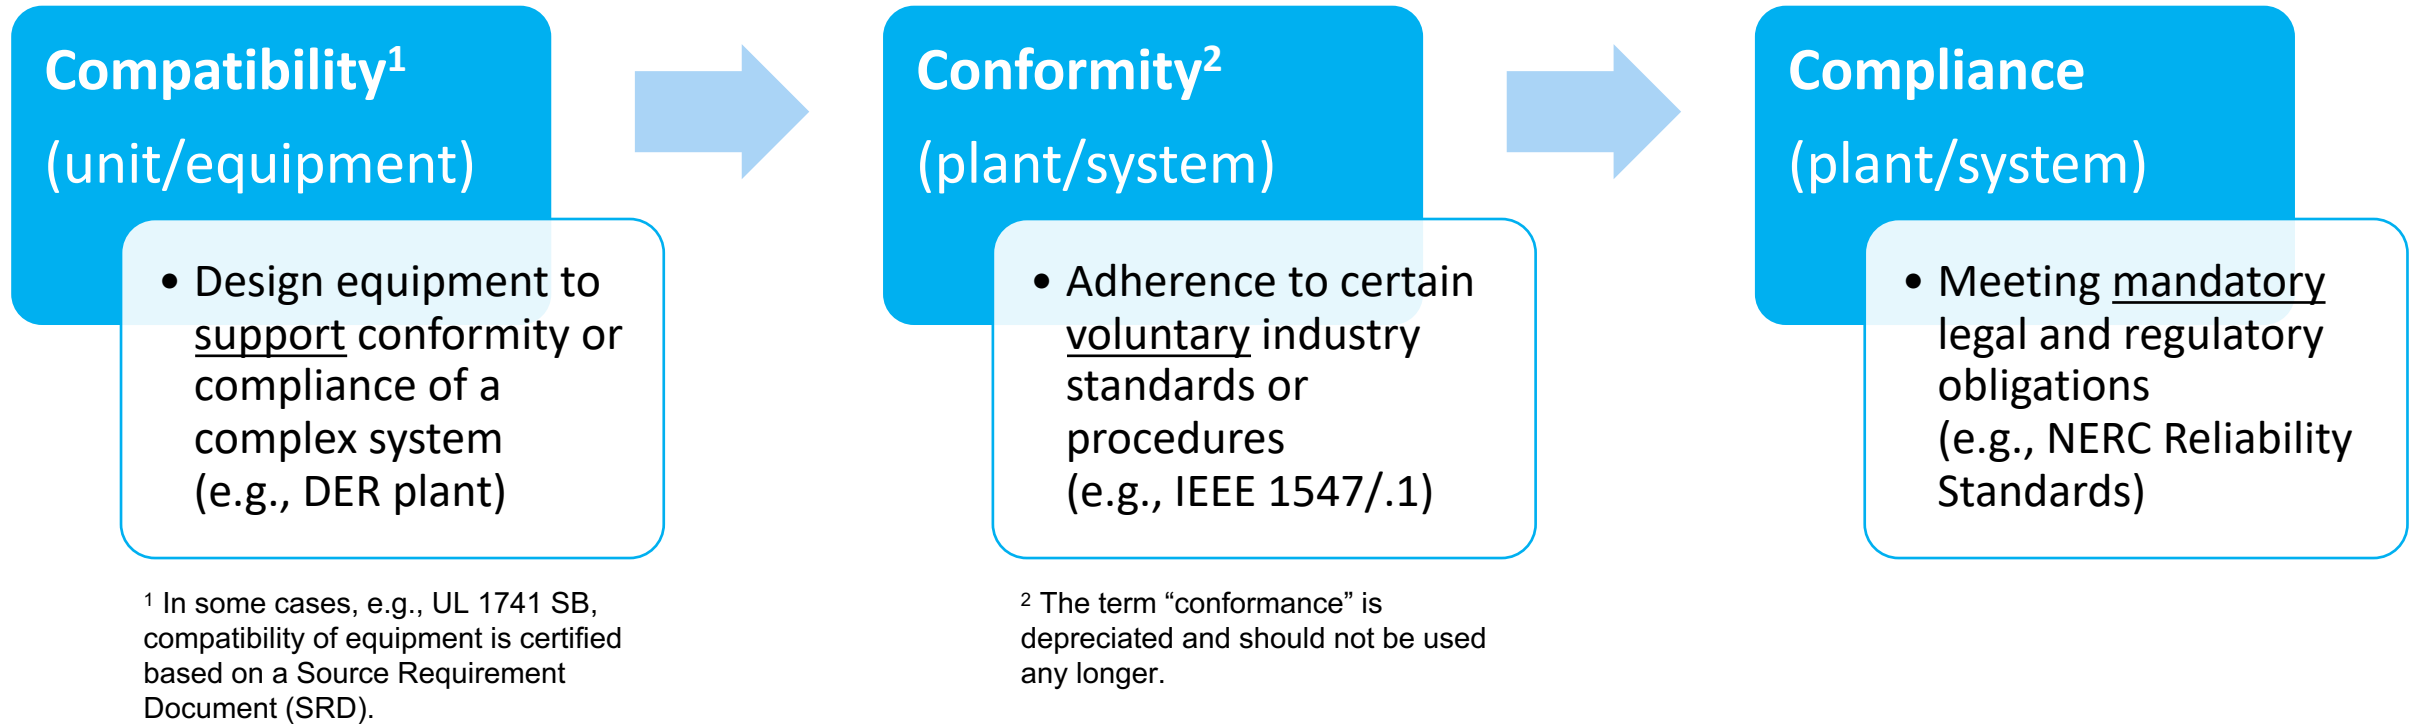 Compatibility¹
(unit/equipment)
• Design equipment to
support conformity or
compliance of a
complex system
(e.g., DER plant)
¹ In some cases, e.g., UL 1741 SB,
compatibility of equipment is certified
based on a Source Requirement
Document (SRD).
Conformity²
(plant/system)
• Adherence to certain
voluntary industry
standards or
procedures
(e.g., IEEE 1547/.1)
² The term “conformance” is
depreciated and should not be used
any longer.
Compliance
(plant/system)
• Meeting mandatory
legal and regulatory
obligations
(e.g., NERC Reliability
Standards)